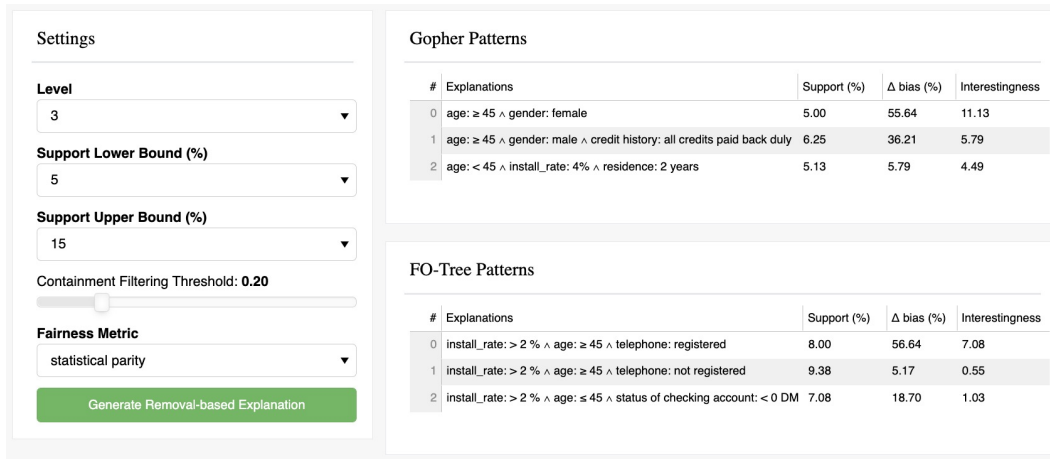 Settings
Level
3
Support Lower Bound (%)
5
Support Upper Bound (%)
15
Containment Filtering Threshold: 0.20
Fairness Metric
statistical parity
Generate Removal-based Explanation
Gopher Patterns
# Explanations Support (%) Δ bias (%) Interestingness
0 age: ≥ 45 ∧ gender: female 5.00 55.64 11.13
1 age: ≥ 45 ∧ gender: male ∧ credit history: all credits paid back duly 6.25 36.21 5.79
2 age: < 45 ∧ install_rate: 4% ∧ residence: 2 years 5.13 5.79 4.49
FO-Tree Patterns
# Explanations Support (%) Δ bias (%) Interestingness
0 install_rate: > 2 % ∧ age: ≥ 45 ∧ telephone: registered 8.00 56.64 7.08
1 install_rate: > 2 % ∧ age: ≥ 45 ∧ telephone: not registered 9.38 5.17 0.55
2 install_rate: > 2 % ∧ age: ≤ 45 ∧ status of checking account: < 0 DM 7.08 18.70 1.03